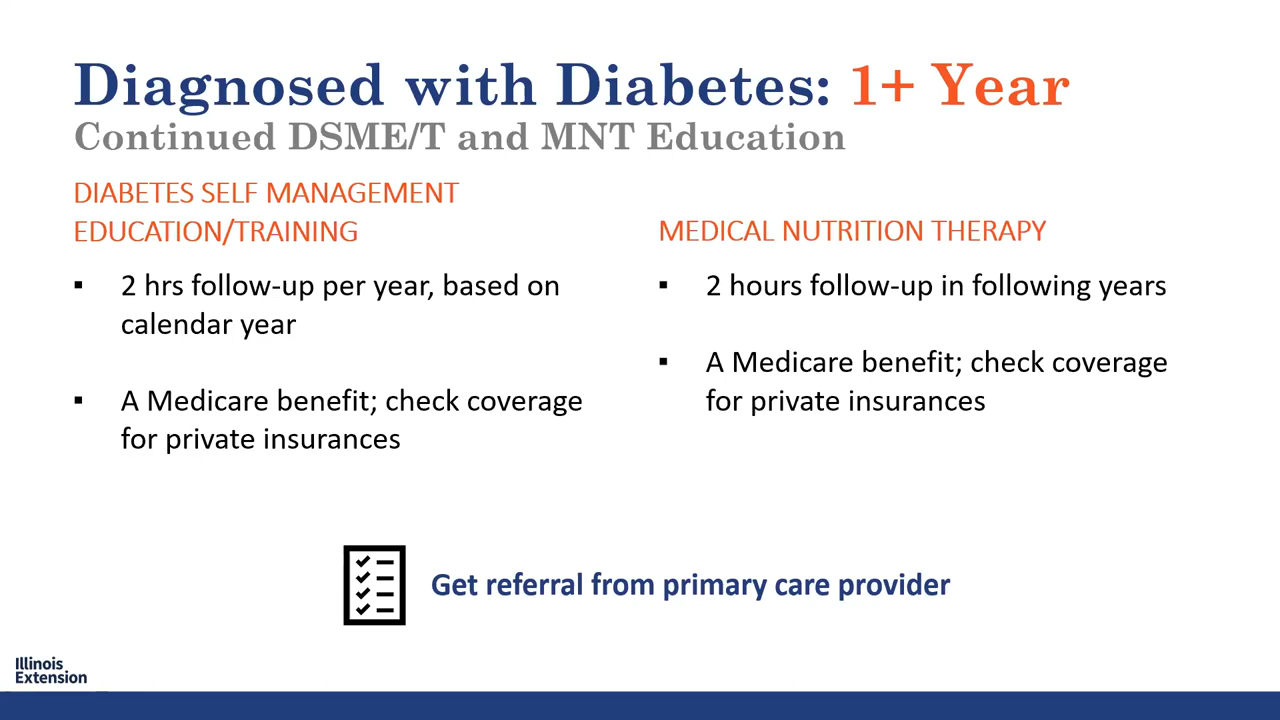 Diagnosed with Diabetes: 1+ Year
Continued DSME/T and MNT Education
DIABETES SELF MANAGEMENT
EDUCATION/TRAINING
▪ 2 hrs follow-up per year, based on
calendar year
▪ A Medicare benefit; check coverage
for private insurances
MEDICAL NUTRITION THERAPY
▪ 2 hours follow-up in following years
▪ A Medicare benefit; check coverage
for private insurances
Get referral from primary care provider
Illinois
Extension